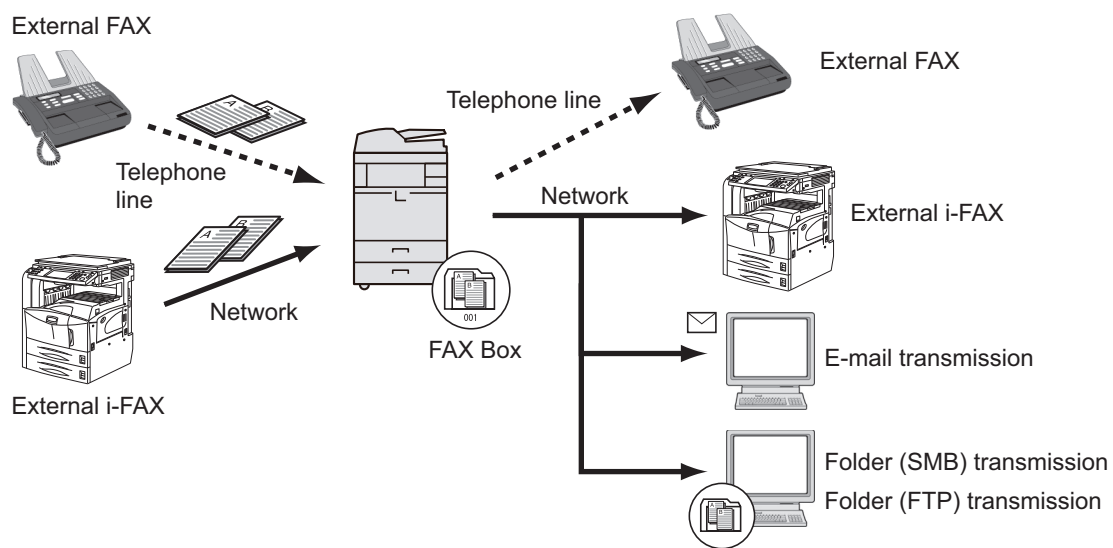 External FAX
A
B
Telephone
line
A
B
Network
External i-FAX
A
B
001
FAX Box
Telephone line
External FAX
Network
External i-FAX
E-mail transmission
Folder (SMB) transmission
Folder (FTP) transmission